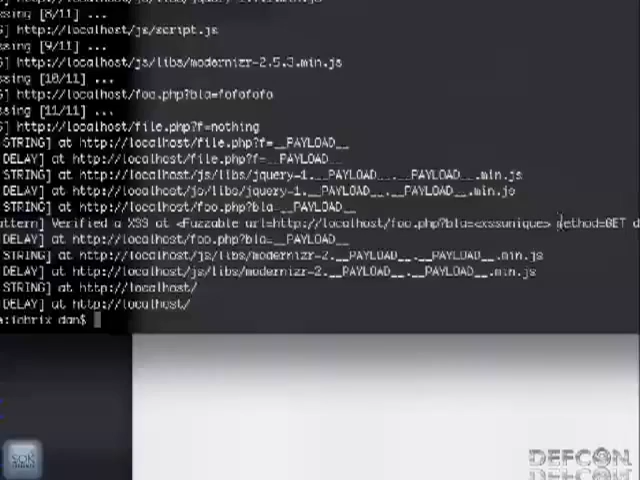 ssing [8/11] ...
] http://localhost/js/script.js
ssing [9/11] ...
] http://localhost/js/libs/modernizr-2.5.3.min.js
ssing [10/11] ...
] http://localhost/foo.php?bla=fofofofo
ssing [11/11] ...
] http://localhost/file.php?f=nothing
STRING] at http://localhost/file.php?f=__PAYLOAD__
DELAY] at http://localhost/file.php?f=__PAYLOAD__
STRING] at http://localhost/js/libs/jquery-1.__PAYLOAD__.__PAYLOAD__.min.js
DELAY] at http://localhost/js/libs/jquery-1.__PAYLOAD__.__PAYLOAD__.min.js
STRING] at http://localhost/foo.php?bla=__PAYLOAD__
attern] Verified a XSS at <Fuzzable url=http://localhost/foo.php?bla=<xssunique> method=GET d
DELAY] at http://localhost/foo.php?bla=__PAYLOAD__
STRING] at http://localhost/js/libs/modernizr-2.__PAYLOAD__.__PAYLOAD__.min.js
DELAY] at http://localhost/js/libs/modernizr-2.__PAYLOAD__.__PAYLOAD__.min.js
STRING] at http://localhost/
DELAY] at http://localhost/
dan$
DEFCON